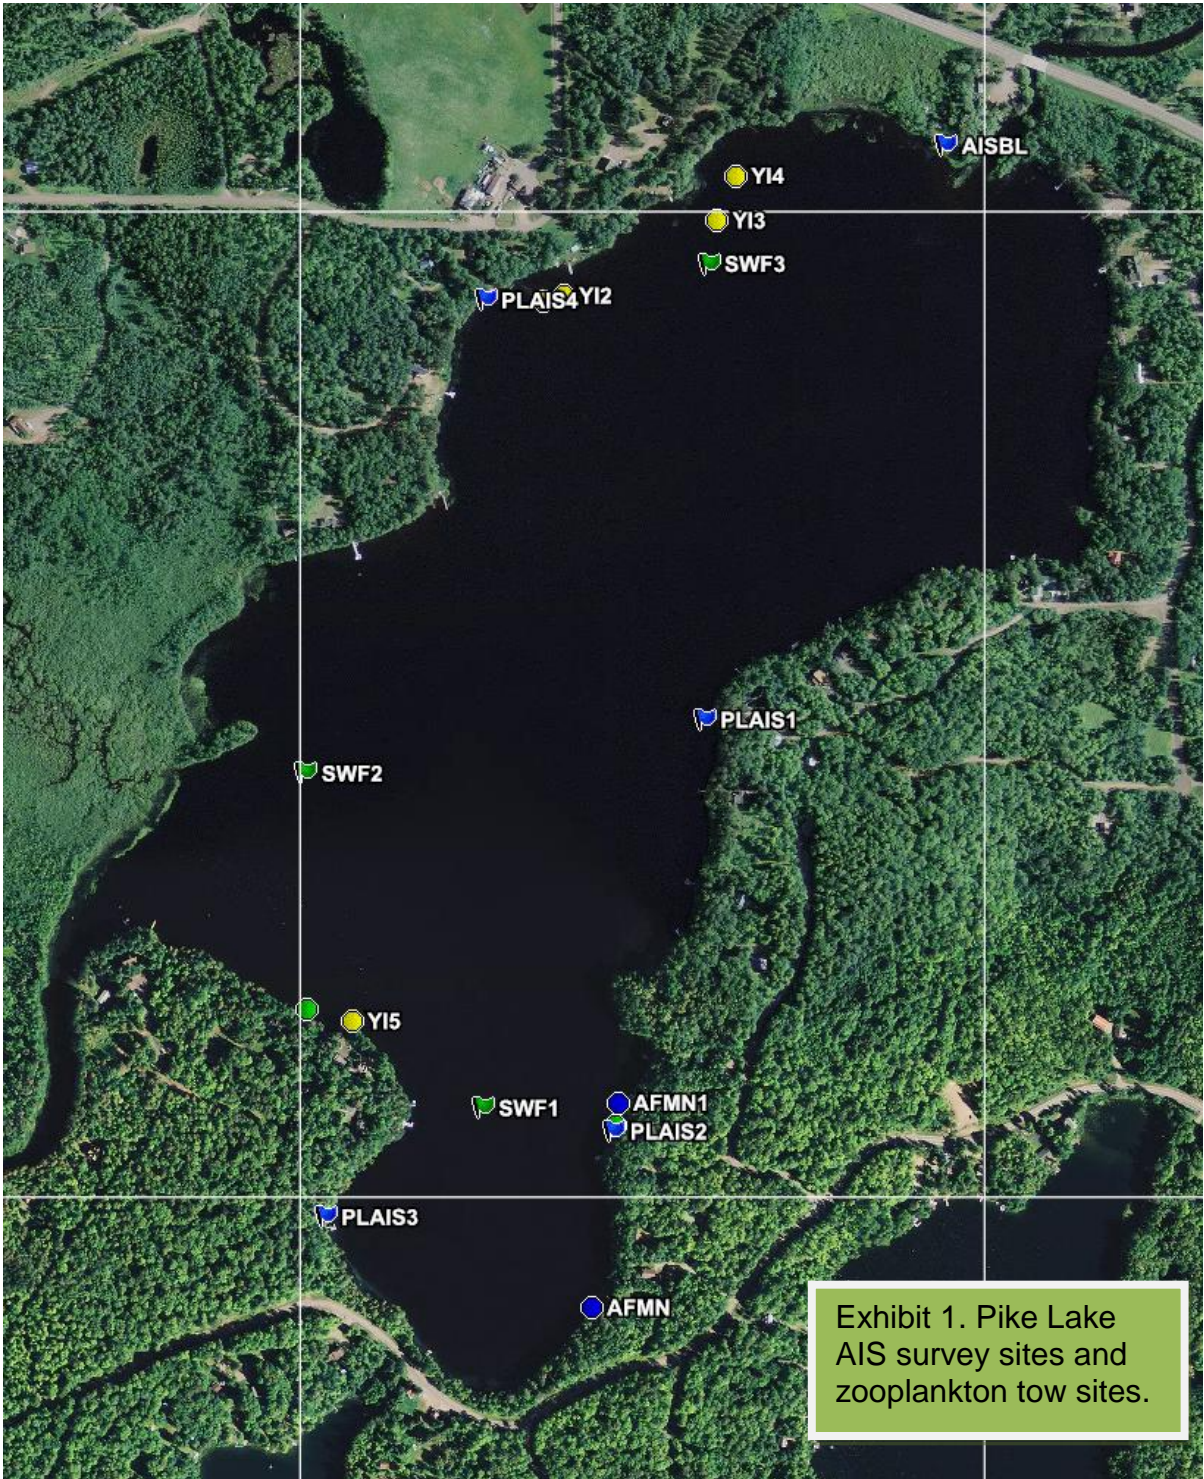 AISBL
YI4
YI3
SWF3
PLAIS4
YI2
PLAIS1
SWF2
YI5
AFMN1
SWF1
PLAIS2
PLAIS3
AFMN
Exhibit 1. Pike Lake
AIS survey sites and
zooplankton tow sites.